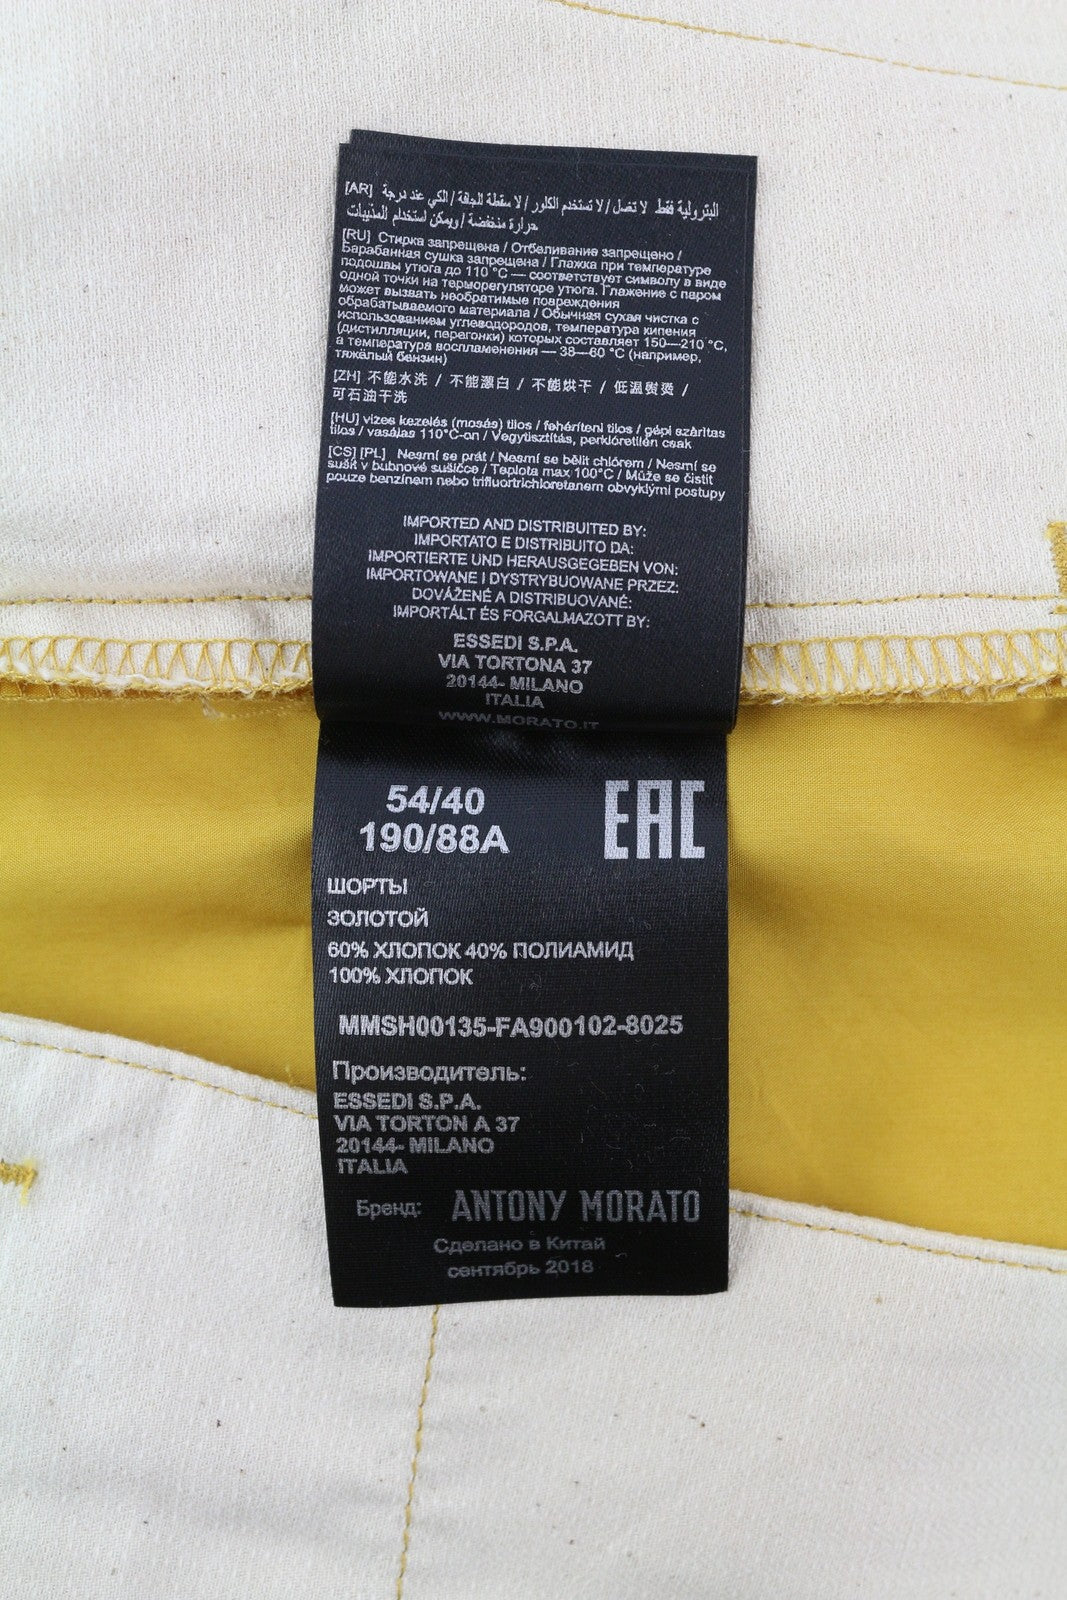 [AR] البترولية فقط لا تغسل / لا تستخدم الكلور / لا سقطة الجافة / الكي عند درجة
حرارة منخفضة / ويمكن استخدام المذيبات
[RU] Стирка запрещена / Отбеливание запрещено /
Барабанная сушка запрещена / Глажка при температуре
подошвы утюга до 110 °C — соответствует символу в виде
одной точки на терморегуляторе утюга. Глажение с паром
может вызвать необратимые повреждения
обрабатываемого материала / Обычная сухая чистка с
использованием углеводородов, температура кипения
(дистилляции, перегонки) которых составляет 150—210 °C,
а температура воспламенения — 38—60 °C (например,
тяжёлый бензин)
[ZH] 不能水洗 / 不能漂白 / 不能烘干 / 低温熨烫 /
可石油干洗
[HU] vizes kezelés (mosás) tilos / fehéríteni tilos / gépi szárítas
tilos / vasálas 110°C-on / Vegytisztítás, perklóretilén csak
[CS] [PL] Nesmí se prát / Nesmí se bělit chlórem / Nesmí se
sušit v bubnové sušičce / Teplota max 100°C / Může se čistit
pouze benzínem nebo trifluortrichloretanem obvyklými postupy
IMPORTED AND DISTRIBUITED BY:
IMPORTATO E DISTRIBUITO DA:
IMPORTIERTE UND HERAUSGEGEBEN VON:
IMPORTOWANE I DYSTRYBUOWANE PRZEZ:
DOVÁŽENÉ A DISTRIBUOVANÉ:
IMPORTÁLT ÉS FORGALMAZOTT BY:
ESSEDI S.P.A.
VIA TORTONA 37
20144- MILANO
ITALIA
WWW.MORATO.IT
54/40
190/88A
EAC
ШОРТЫ
ЗОЛОТОЙ
60% ХЛОПОК 40% ПОЛИАМИД
100% ХЛОПОК
MMSH00135-FA900102-8025
Производитель:
ESSEDI S.P.A.
VIA TORTON A 37
20144- MILANO
ITALIA
Бренд: ANTONY MORATO
Сделано в Китай
сентябрь 2018